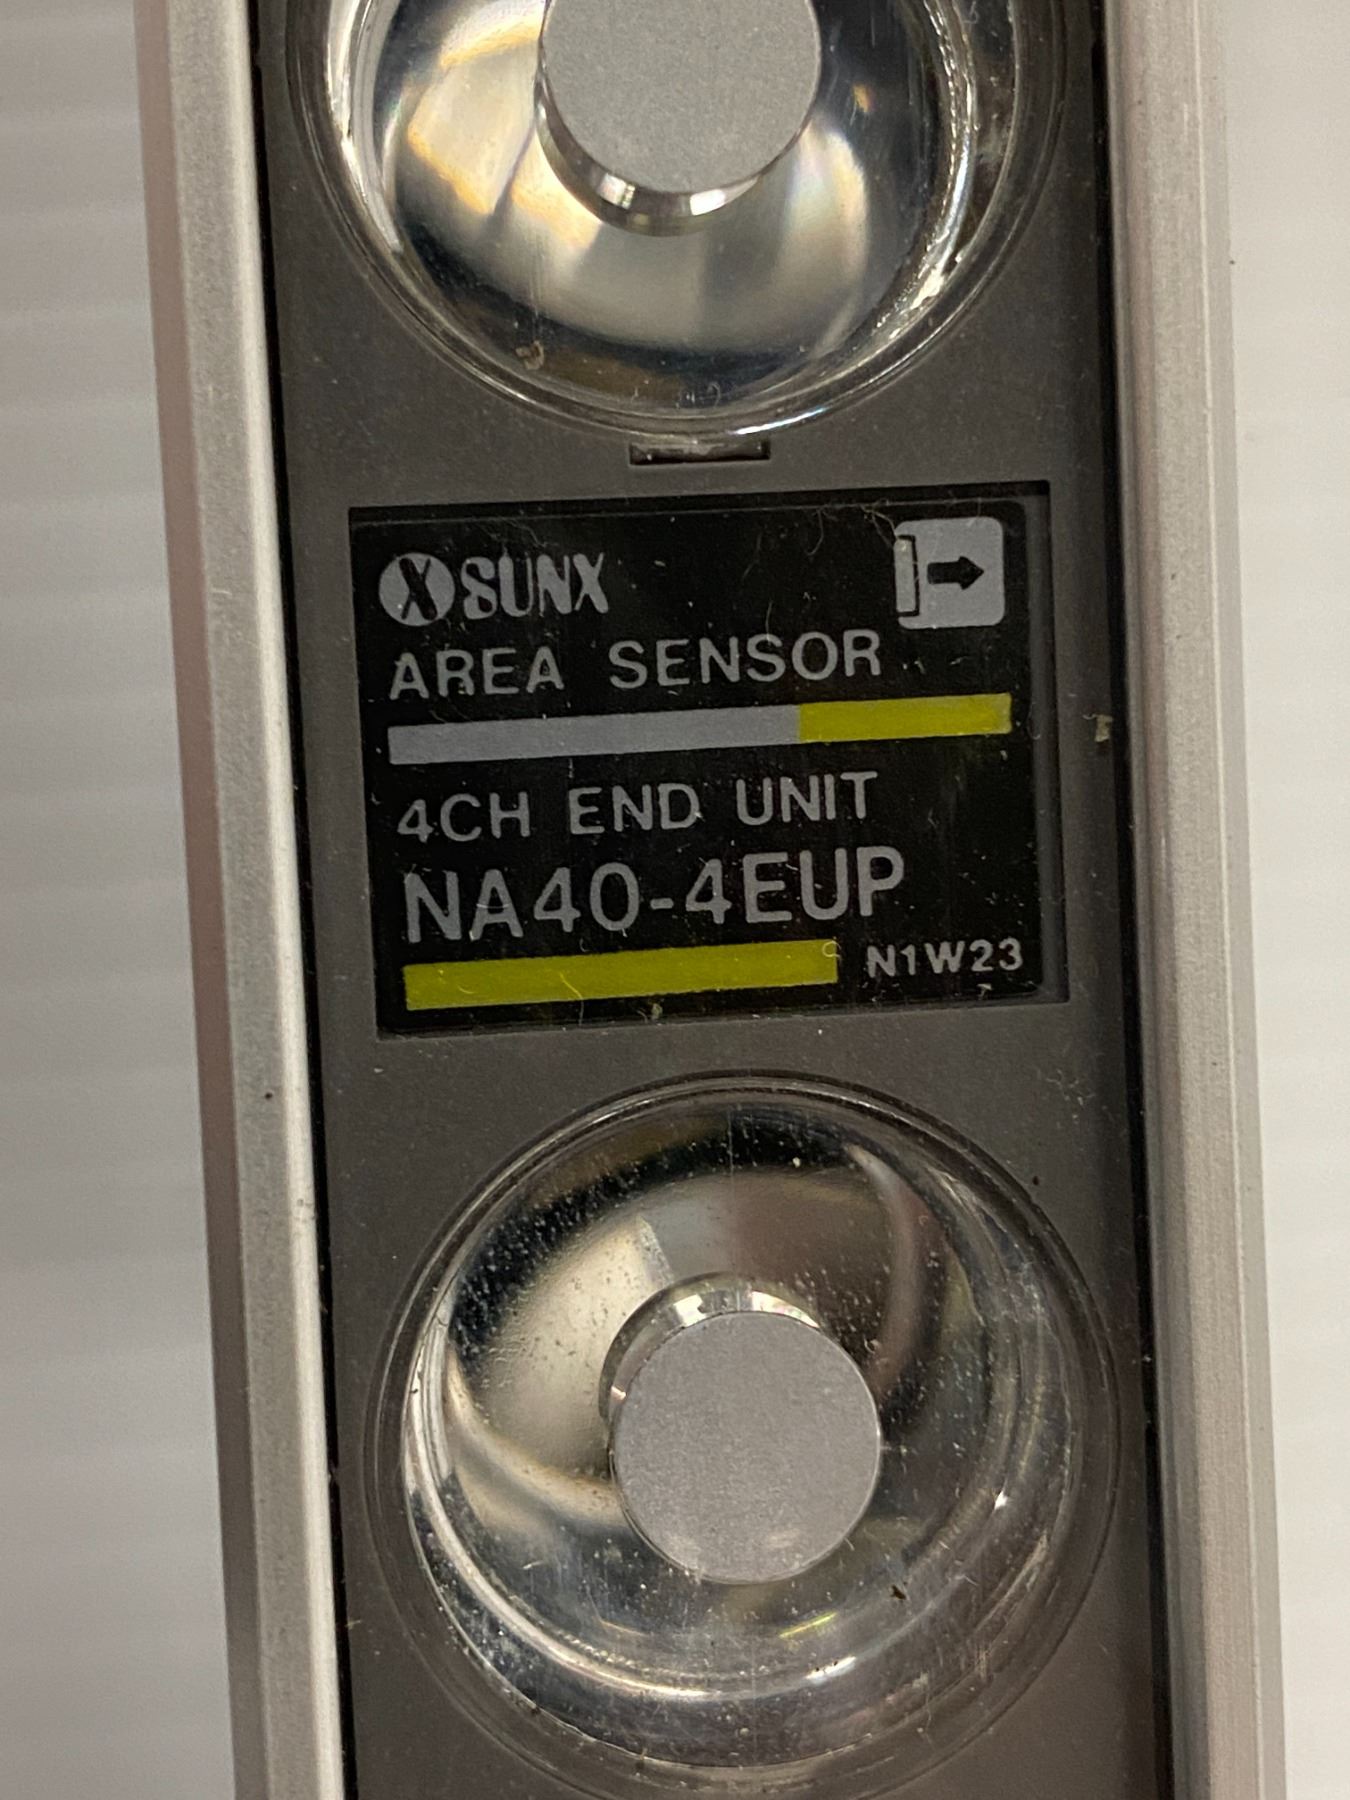 X SUNX
AREA SENSOR
4CH END UNIT
NA40-4EUP
N1W23